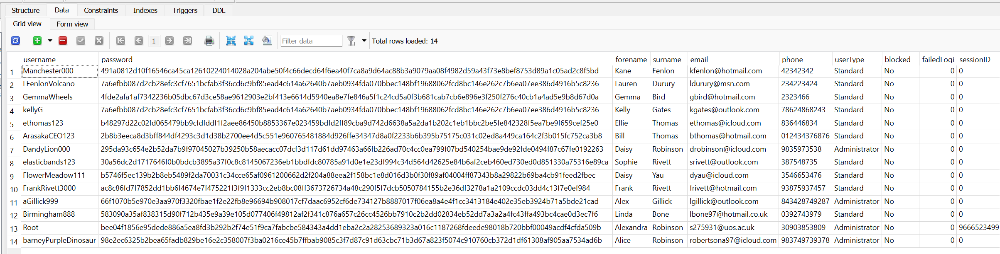 Structure Data Constraints Indexes Triggers DDL
Grid view Form view
1 Filter data Total rows loaded: 14
username password forename surname email phone userType blocked failedLogi sessionID
1 Manchester000 491a0812d10f16546ca45ca12610224014028a204abe50f4c66decd64f6ea40f7ca8a9d64ac88b3a9079aa08f4982d59a43f73e8bef8753d89a1c05ad2c8f5bd Kane Fenlon kfenlon@hotmail.com 42342342 Standard No 0 0
2 LFenlonVolcano 7a6efbb087d2cb28efc3cf7651bcfab3f36cd6c9bf85ead4c614a62640b7aeb0934fda070bbec148bf19688062fcd8bc146e262c7b6ea07ee386d4916b5c8236 Lauren Durury ldurury@msn.com 234223424 Standard No 0 0
3 GemmaWheels 4fde2afa1af7342236b05dbc67d3ce58ae9612903e2bf413e6614d5940ea8e7fe846a5f1c24cd5a0f3b681cab7cb6e896e3f250f276c40cb1a4ad5e9b8d67d0a Gemma Bird gbird@hotmail.com 2323466 Standard No 0 0
4 kellyG 7a6efbb087d2cb28efc3cf7651bcfab3f36cd6c9bf85ead4c614a62640b7aeb0934fda070bbec148bf19688062fcd8bc146e262c7b6ea07ee386d4916b5c8236 Kelly Gates kgates@outlook.com 78624868243 Standard No 0 0
5 ethomas123 b48297d22c02fd065479bb9cfdfddf1f2aee86450b8853367e023459bdfd2ff89cba9d742d6638a5a2da1b202c1eb1bbc2be5fe842328f5ea7be9f659cef25e0 Ellie Thomas ethomas@icloud.com 836446834 Standard No 0 0
6 ArasakaCEO123 2b8b3eeca8d3bff844df4293c3d1d38b2700ee4d5c551e960765481884d926ffe34347d8a0f2233b6b395b75175c031c02ed8a449ca164c2f3b015fc752ca3b8 Bill Thomas bthomas@hotmail.com 012434376876 Standard No 0 0
7 DandyLion000 295da93c654e2b52da7b9f97045027b39250b58aecacc07dcf3d117d61dd97463a66fb226ad70c4cc0ea799f07bd540254bae9de92fde0494f87c67fe0192263 Daisy Robinson drobinson@icloud.com 9835973538 Administrator No 0 0
8 elasticbands123 30a56dc2d1717646f0b0bdcb3895a37f0c8c8145067236eb1bbdfdc80785a91d0e1e23df994c34d564d42625e84b6af2ceb460ed730ed0d851330a75316e89ca Sophie Rivett srivett@outlook.com 387548735 Standard No 0 0
9 FlowerMeadow111 b5746f5ec139b2b8eb5489f2da70031c34cce65af0961200662d2f204a88eea2f158bc1e8d016d3b0f30f89af04004ff87343b8a29822b69ba4cb91feed2fbec Daisy Yau dyau@icloud.com 3546653476 Standard No 0 0
10 FrankRivett3000 ac8c86fd7f7852dd1bb6f4674e7f475221f3f9f1333cc2eb8bc08ff3673726734a48c290f5f7dcb5050784155b2e36df3278a1a2109ccdc03dd4c13f7e0ef984 Frank Rivett frivett@hotmail.com 93875937457 Standard No 0 0
11 aGillick999 66f1070b5e970e3aa970f3320fbae1f2e22fb8e96694b908017cf7daac6952cf6de734127b8887017f06ea8a4e4f1cc3413184e402e35eb3924b71a5bde21cad Alex Gillick lgillick@outlook.com 843428749287 Administrator No 0 0
12 Birmingham888 583090a35af838315d90f712b435e9a39e105d077406f49812af2f341c876a657c26cc4526bb7910c2b2dd02834eb52dd7a3a2a4fc43ffa493bc4cae0d3ec7f6 Linda Bone lbone97@hotmail.co.uk 0392743979 Standard No 0 0
13 Root bee04f1856e95dede886a5ea8fd3b292b2f74e51f9ca7fabcbe584343a4dd1eba2c2a28253689323a016c1187268fdeede98018b720bbf00049acdf4cfda509b Alexandra Robinson s275931@uos.ac.uk 30903853809 Administrator No 0 9666523499
14 barneyPurpleDinosaur 98e2ec6325b2bea65fadb829be16e2c358007f3ba0216ce45b7ffbab9085c3f7d87c91d63cbc71b3d67a823f5074c910760cb372d1df61308af905aa7534ad6b Alice Robinson robertsona97@icloud.com 983749739378 Administrator No 0 0